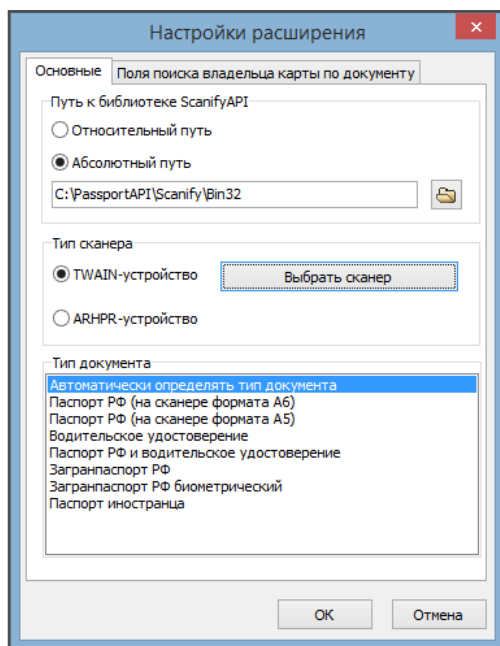 Настройки расширения
Основные
Поля поиска владельца карты по документу
Путь к библиотеке ScanifyAPI
Относительный путь
Абсолютный путь
C:\PassportAPI\Scanify\Bin32
Тип сканера
TWAIN-устройство
Выбрать сканер
ARHPR-устройство
Тип документа
Автоматически определять тип документа
Паспорт РФ (на сканере формата А6)
Паспорт РФ (на сканере формата А5)
Водительское удостоверение
Паспорт РФ и водительское удостоверение
Загранпаспорт РФ
Загранпаспорт РФ биометрический
Паспорт иностранца
ОК
Отмена